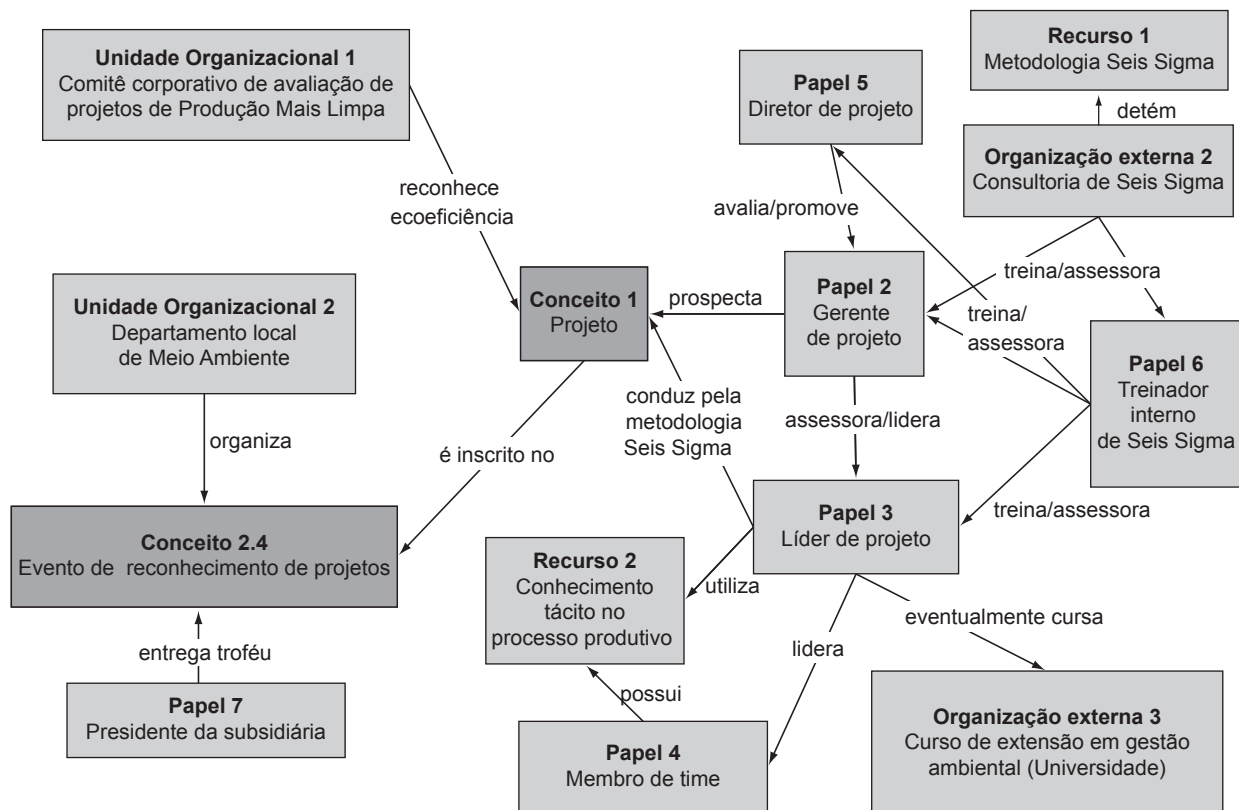 Unidade Organizacional 1
Comitê corporativo de avaliação de
projetos de Produção Mais Limpa
Papel 5
Diretor de projeto
Recurso 1
Metodologia Seis Sigma
detém
Organização externa 2
Consultoria de Seis Sigma
reconhece
ecoeficiência
avalia/promove
treina/assessora
Unidade Organizacional 2
Departamento local
de Meio Ambiente
Conceito 1
Projeto
prospecta
Papel 2
Gerente
de projeto
treina/
assessora
Papel 6
Treinador
interno
de Seis Sigma
organiza
é inscrito no
conduz pela
metodologia
Seis Sigma
assessora/lidera
treina/assessora
Conceito 2.4
Evento de reconhecimento de projetos
Papel 3
Líder de projeto
Recurso 2
Conhecimento
tácito no
processo produtivo
utiliza
eventualmente cursa
lidera
entrega troféu
possui
Papel 7
Presidente da subsidiária
Papel 4
Membro de time
Organização externa 3
Curso de extensão em gestão
ambiental (Universidade)